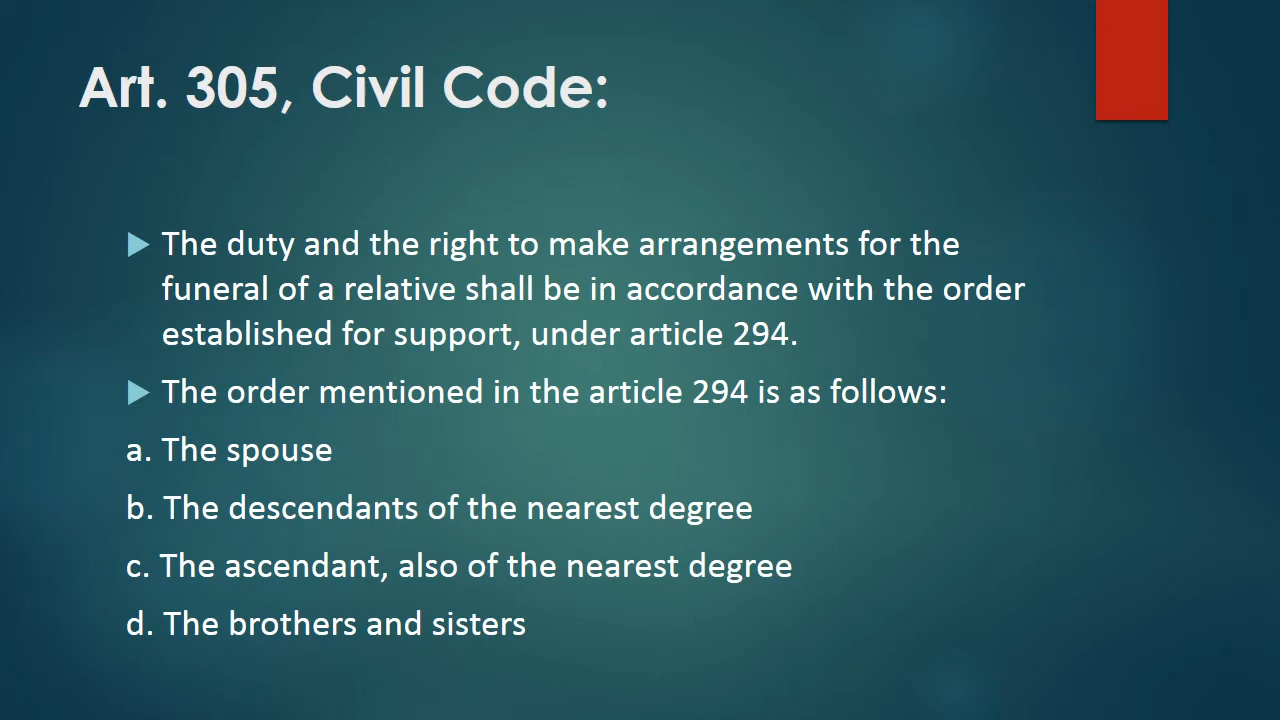 Art. 305, Civil Code:
The duty and the right to make arrangements for the
funeral of a relative shall be in accordance with the order
established for support, under article 294.
The order mentioned in the article 294 is as follows:
a. The spouse
b. The descendants of the nearest degree
c. The ascendant, also of the nearest degree
d. The brothers and sisters